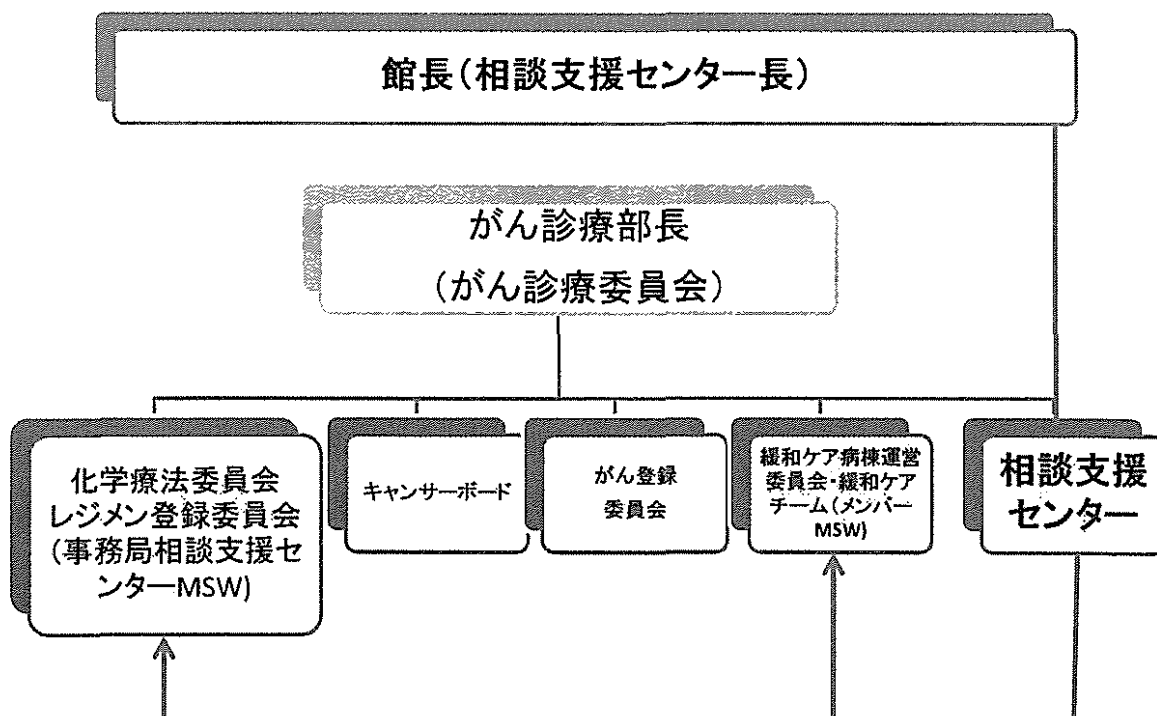 館長(相談支援センター長)
がん診療部長
(がん診療委員会)
化学療法委員会
レジメン登録委員会
(事務局相談支援セ
ンターMSW)
キャンサーボード
がん登録
委員会
緩和ケア病棟運営
委員会・緩和ケア
チーム(メンバー
MSW)
相談支援
センター